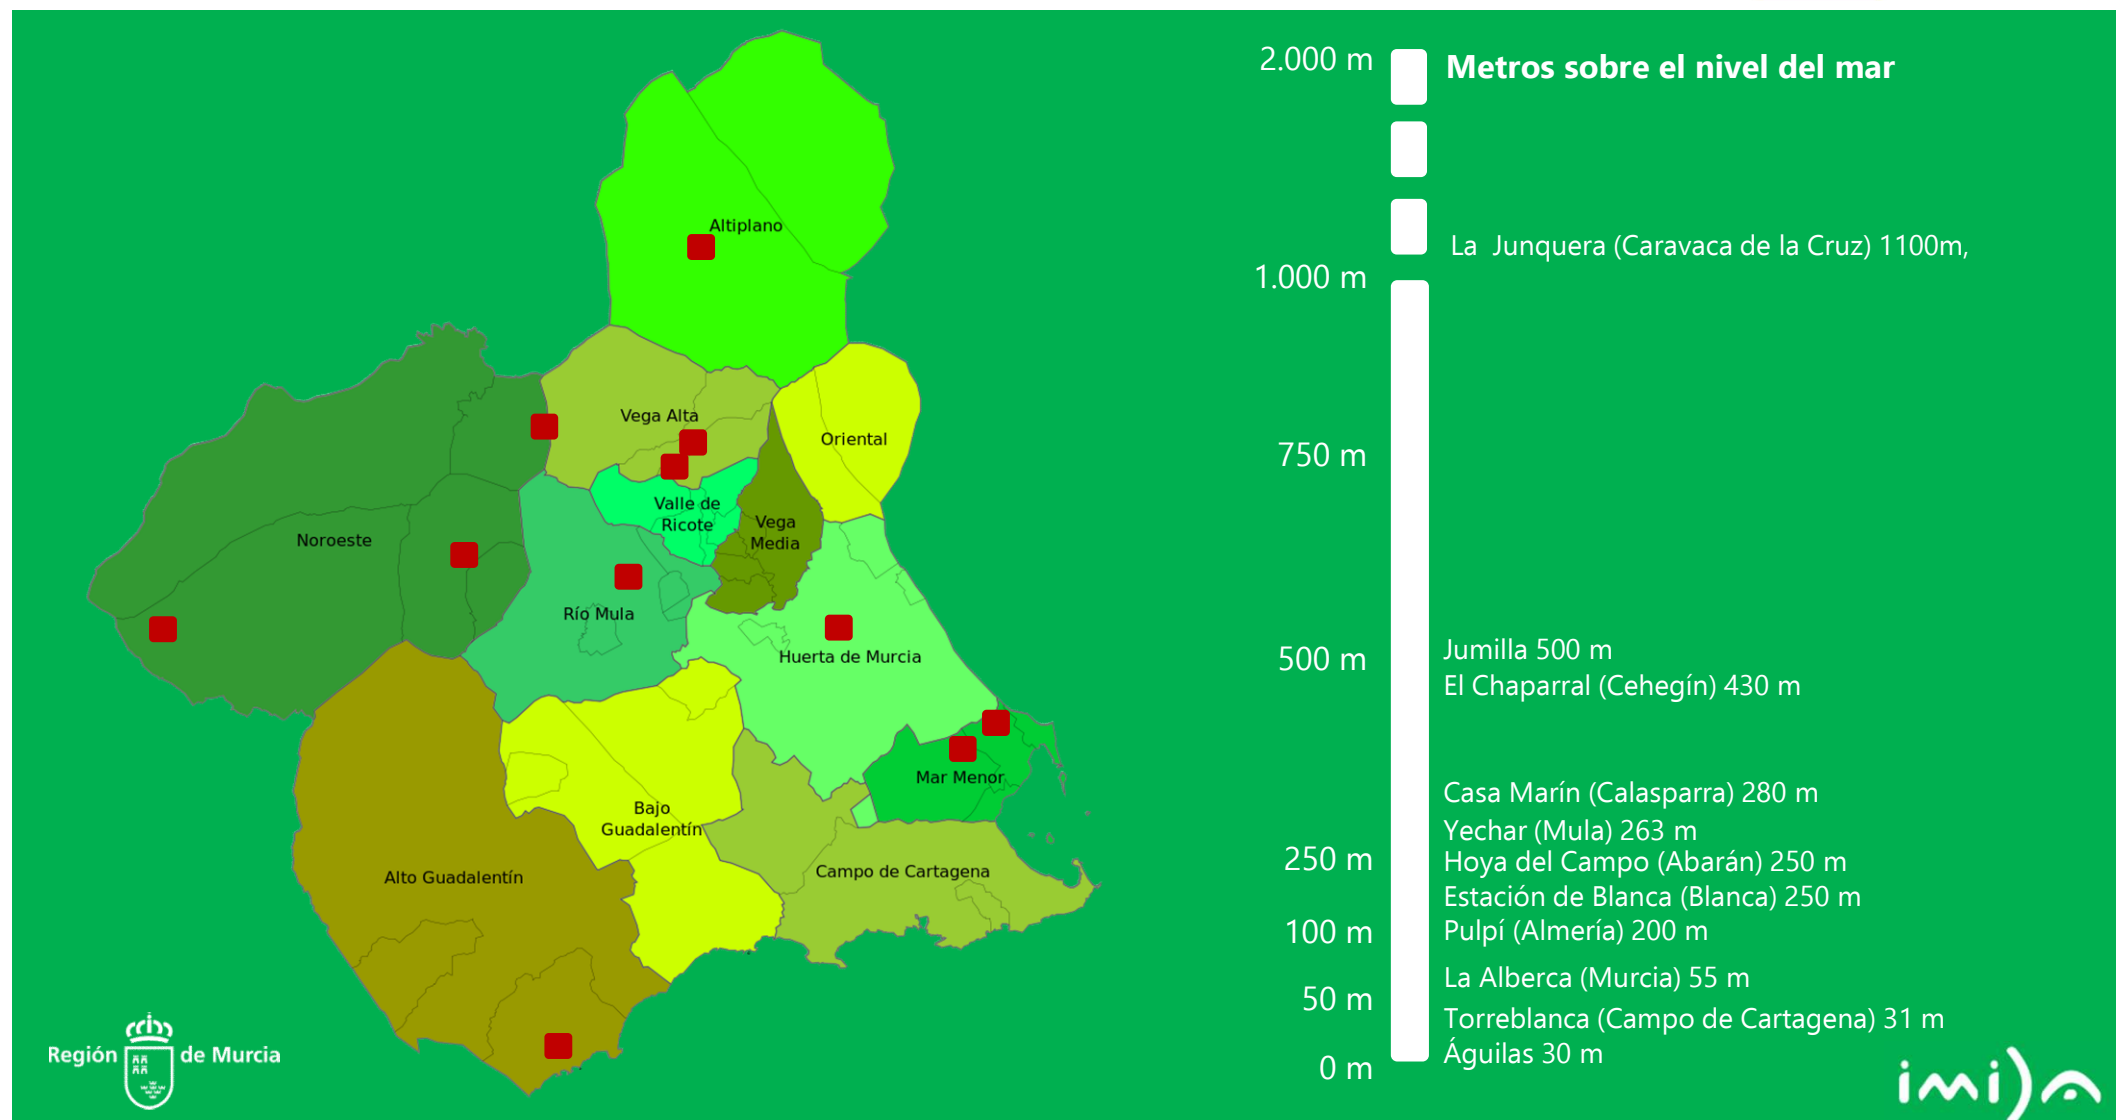 Altiplano
Vega Alta
Oriental
Valle de
Ricote
Vega
Media
Noroeste
Río Mula
Huerta de Murcia
Mar Menor
Bajo
Guadalentín
Alto Guadalentín
Campo de Cartagena
Región de Murcia
2.000 m
Metros sobre el nivel del mar
La Junquera (Caravaca de la Cruz) 1100m,
1.000 m
750 m
500 m
Jumilla 500 m
El Chaparral (Cehegín) 430 m
Casa Marín (Calasparra) 280 m
Yechar (Mula) 263 m
250 m
Hoya del Campo (Abarán) 250 m
Estación de Blanca (Blanca) 250 m
100 m
Pulpí (Almería) 200 m
La Alberca (Murcia) 55 m
50 m
Torreblanca (Campo de Cartagena) 31 m
Águilas 30 m
0 m
imida